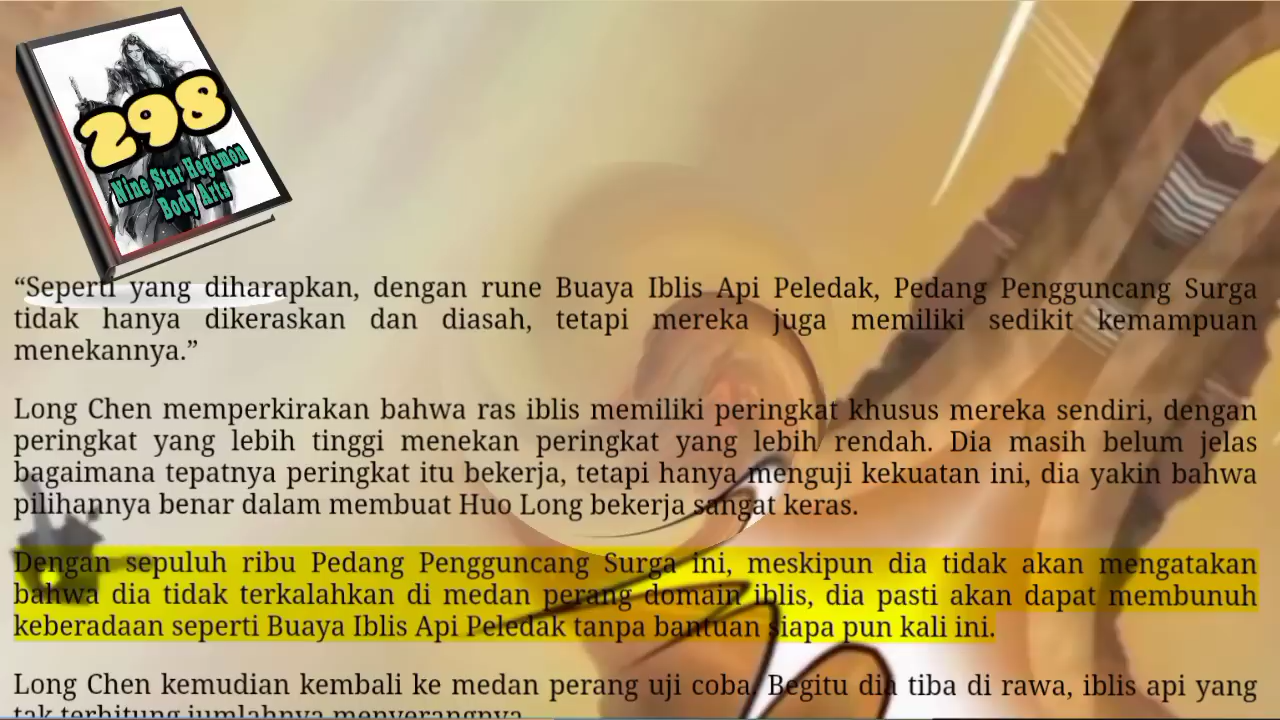 298
Nine Star Hegemon
Body Arts
“Seperti yang diharapkan, dengan rune Buaya Iblis Api Peledak, Pedang Pengguncang Surga
tidak hanya dikeraskan dan diasah, tetapi mereka juga memiliki sedikit kemampuan
menekannya.”
Long Chen memperkirakan bahwa ras iblis memiliki peringkat khusus mereka sendiri, dengan
peringkat yang lebih tinggi menekan peringkat yang lebih rendah. Dia masih belum jelas
bagaimana tepatnya peringkat itu bekerja, tetapi hanya menguji kekuatan ini, dia yakin bahwa
pilihannya benar dalam membuat Huo Long bekerja sangat keras.
Dengan sepuluh ribu Pedang Pengguncang Surga ini, meskipun dia tidak akan mengatakan
bahwa dia tidak terkalahkan di medan perang domain iblis, dia pasti akan dapat membunuh
keberadaan seperti Buaya Iblis Api Peledak tanpa bantuan siapa pun kali ini.
Long Chen kemudian kembali ke medan perang uji coba. Begitu dia tiba di rawa, iblis api yang
tak terhitung jumlahnya menyerangnya.